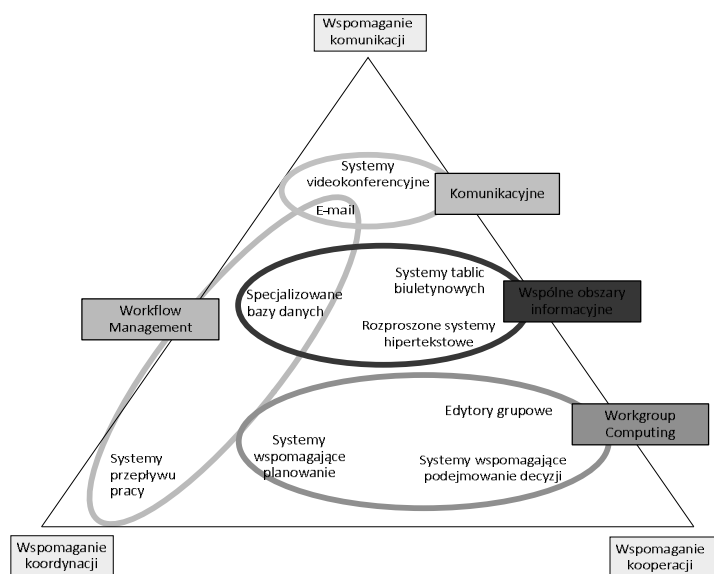 Wspomaganie
komunikacji
Systemy
videokonferencyjne
Komunikacyjne
E-mail
Systemy tablic
biuletynowych
Specjalizowane
bazy danych
Wspólne obszary
informacyjne
Workflow
Management
Rozproszone systemy
hipertekstowe
Edytory grupowe
Workgroup
Computing
Systemy
wspomagające
planowanie
Systemy wspomagające
podejmowanie decyzji
Systemy
przepływu
pracy
Wspomaganie
koordynacji
Wspomaganie
kooperacji